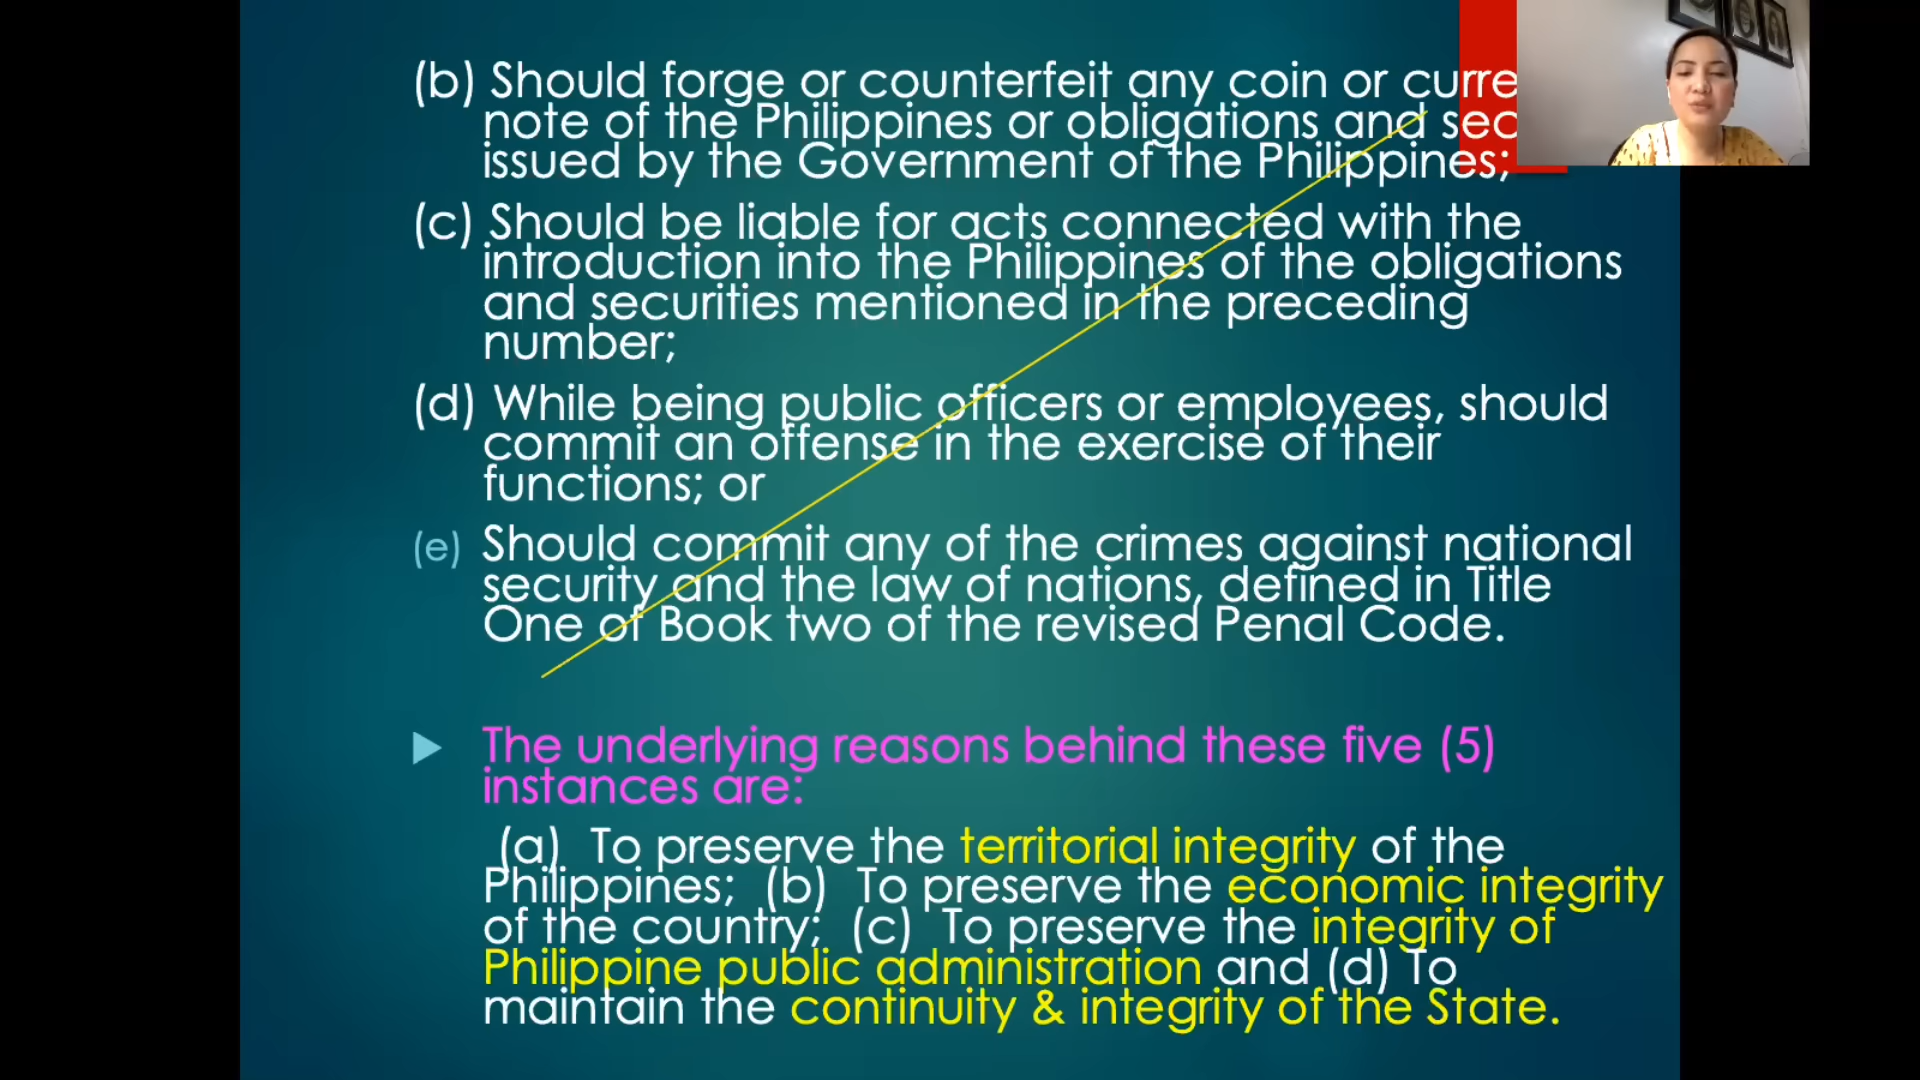 (b) Should forge or counterfeit any coin or curre
note of the Philippines or obligations and sec
issued by the Government of the Philippines;
(c) Should be liable for acts connected with the
introduction into the Philippines of the obligations
and securities mentioned in the preceding
number;
(d) While being public officers or employees, should
commit an offense in the exercise of their
functions; or
(e) Should commit any of the crimes against national
security and the law of nations, defined in Title
One of Book two of the revised Penal Code.
The underlying reasons behind these five (5)
instances are:
(a) To preserve the territorial integrity of the
Philippines; (b) To preserve the economic integrity
of the country; (c) To preserve the integrity of
Philippine public administration and (d) To
maintain the continuity & integrity of the State.